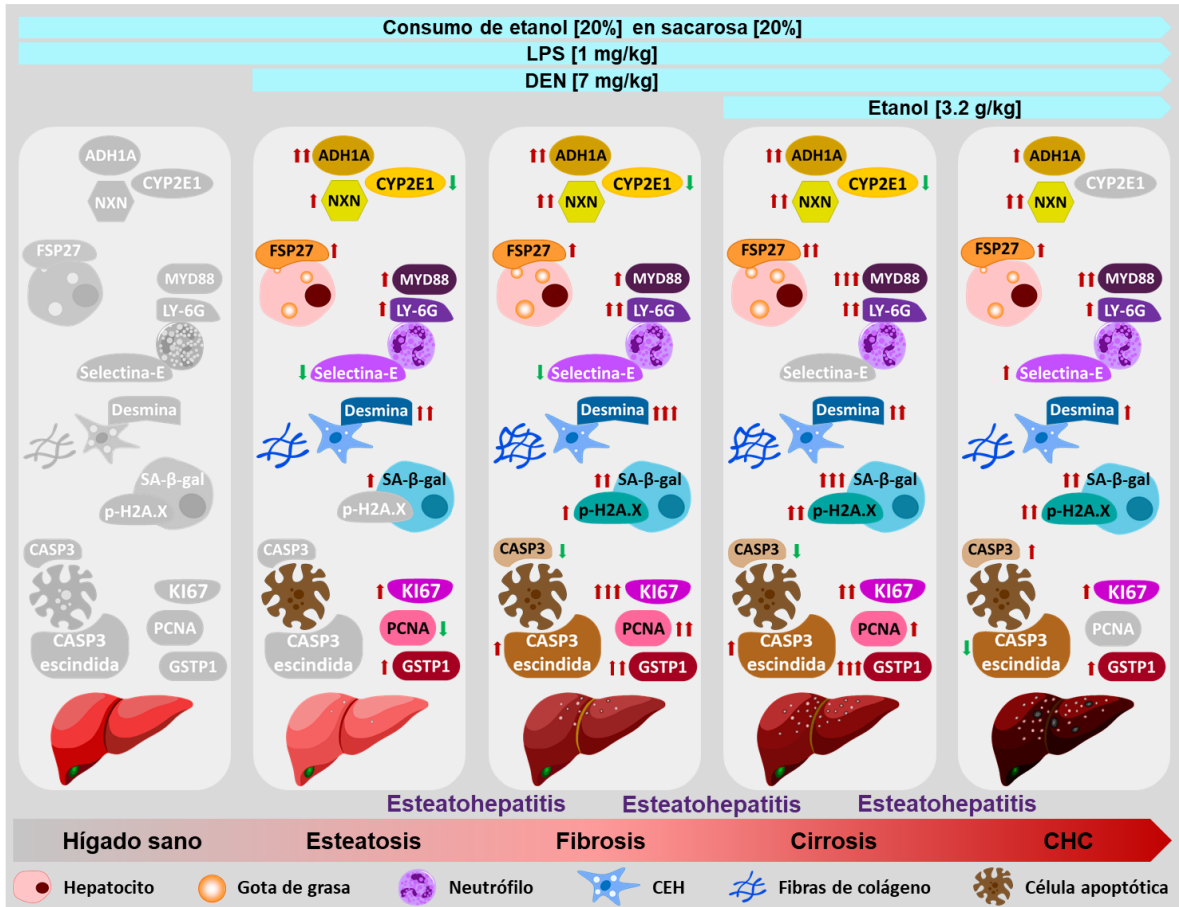 Consumo de etanol [20%] en sacarosa [20%]
LPS [1 mg/kg]
DEN [7 mg/kg]
Etanol [3.2 g/kg]
ADH1A
CYP2E1
NXN
FSP27
MYD88
LY-6G
Selectina-E
Desmina
SA-β-gal
p-H2A.X
CASP3
KI67
PCNA
CASP3
escindida
GSTP1
ADH1A
CYP2E1
NXN
FSP27
MYD88
LY-6G
Selectina-E
Desmina
SA-β-gal
p-H2A.X
CASP3
KI67
PCNA
CASP3
escindida
GSTP1
ADH1A
CYP2E1
NXN
FSP27
MYD88
LY-6G
Selectina-E
Desmina
SA-β-gal
p-H2A.X
CASP3
KI67
PCNA
CASP3
escindida
GSTP1
ADH1A
CYP2E1
NXN
FSP27
MYD88
LY-6G
Selectina-E
Desmina
SA-β-gal
p-H2A.X
CASP3
KI67
PCNA
CASP3
escindida
GSTP1
ADH1A
CYP2E1
NXN
FSP27
MYD88
LY-6G
Selectina-E
Desmina
SA-β-gal
p-H2A.X
CASP3
KI67
PCNA
CASP3
escindida
GSTP1
Esteatohepatitis
Esteatohepatitis
Esteatohepatitis
Hígado sano
Esteatosis
Fibrosis
Cirrosis
CHC
Hepatocito
Gota de grasa
Neutrófilo
CEH
Fibras de colágeno
Célula apoptótica